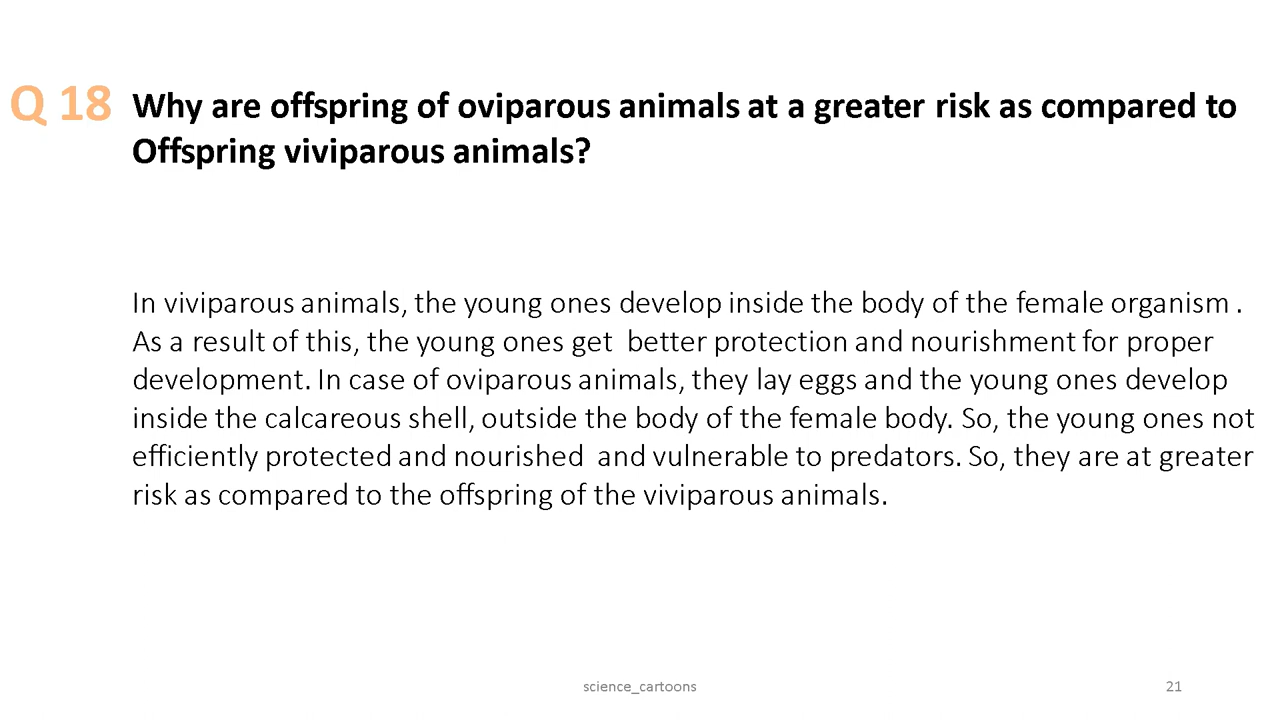 Q 18 Why are offspring of oviparous animals at a greater risk as compared to
Offspring viviparous animals?
In viviparous animals, the young ones develop inside the body of the female organism .
As a result of this, the young ones get  better protection and nourishment for proper
development. In case of oviparous animals, they lay eggs and the young ones develop
inside the calcareous shell, outside the body of the female body. So, the young ones not
efficiently protected and nourished  and vulnerable to predators. So, they are at greater
risk as compared to the offspring of the viviparous animals.
science_cartoons
21